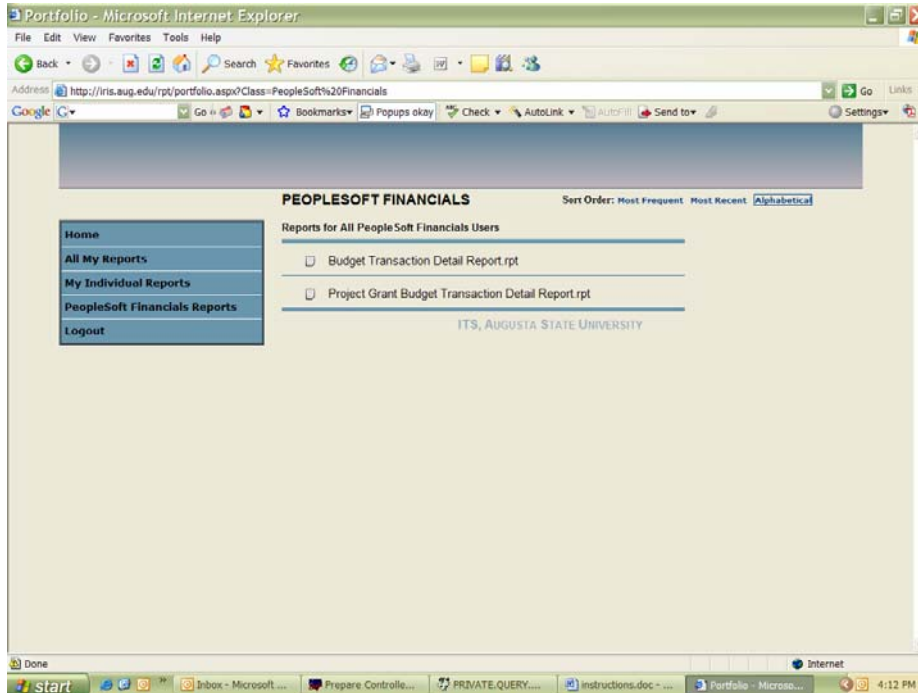 Portfolio - Microsoft Internet Explorer
File Edit View Favorites Tools Help
Back Search Favorites
Address http://iris.aug.edu/rpt/portfolio.aspx?Class=PeopleSoft%20Financials Go Links
Google G Go Bookmarks Popups okay Check AutoLink AutoFill Send to Settings
PEOPLESOFT FINANCIALS Sort Order: Most Frequent Most Recent Alphabetical
Home
All My Reports
My Individual Reports
PeopleSoft Financials Reports
Logout
Reports for All PeopleSoft Financials Users
Budget Transaction Detail Report.rpt
Project Grant Budget Transaction Detail Report.rpt
ITS, AUGUSTA STATE UNIVERSITY
Done Internet
start Inbox - Microsoft ... Prepare Controlle... PRIVATE.QUERY.... instructions.doc - ... Portfolio - Microso... 4:12 PM